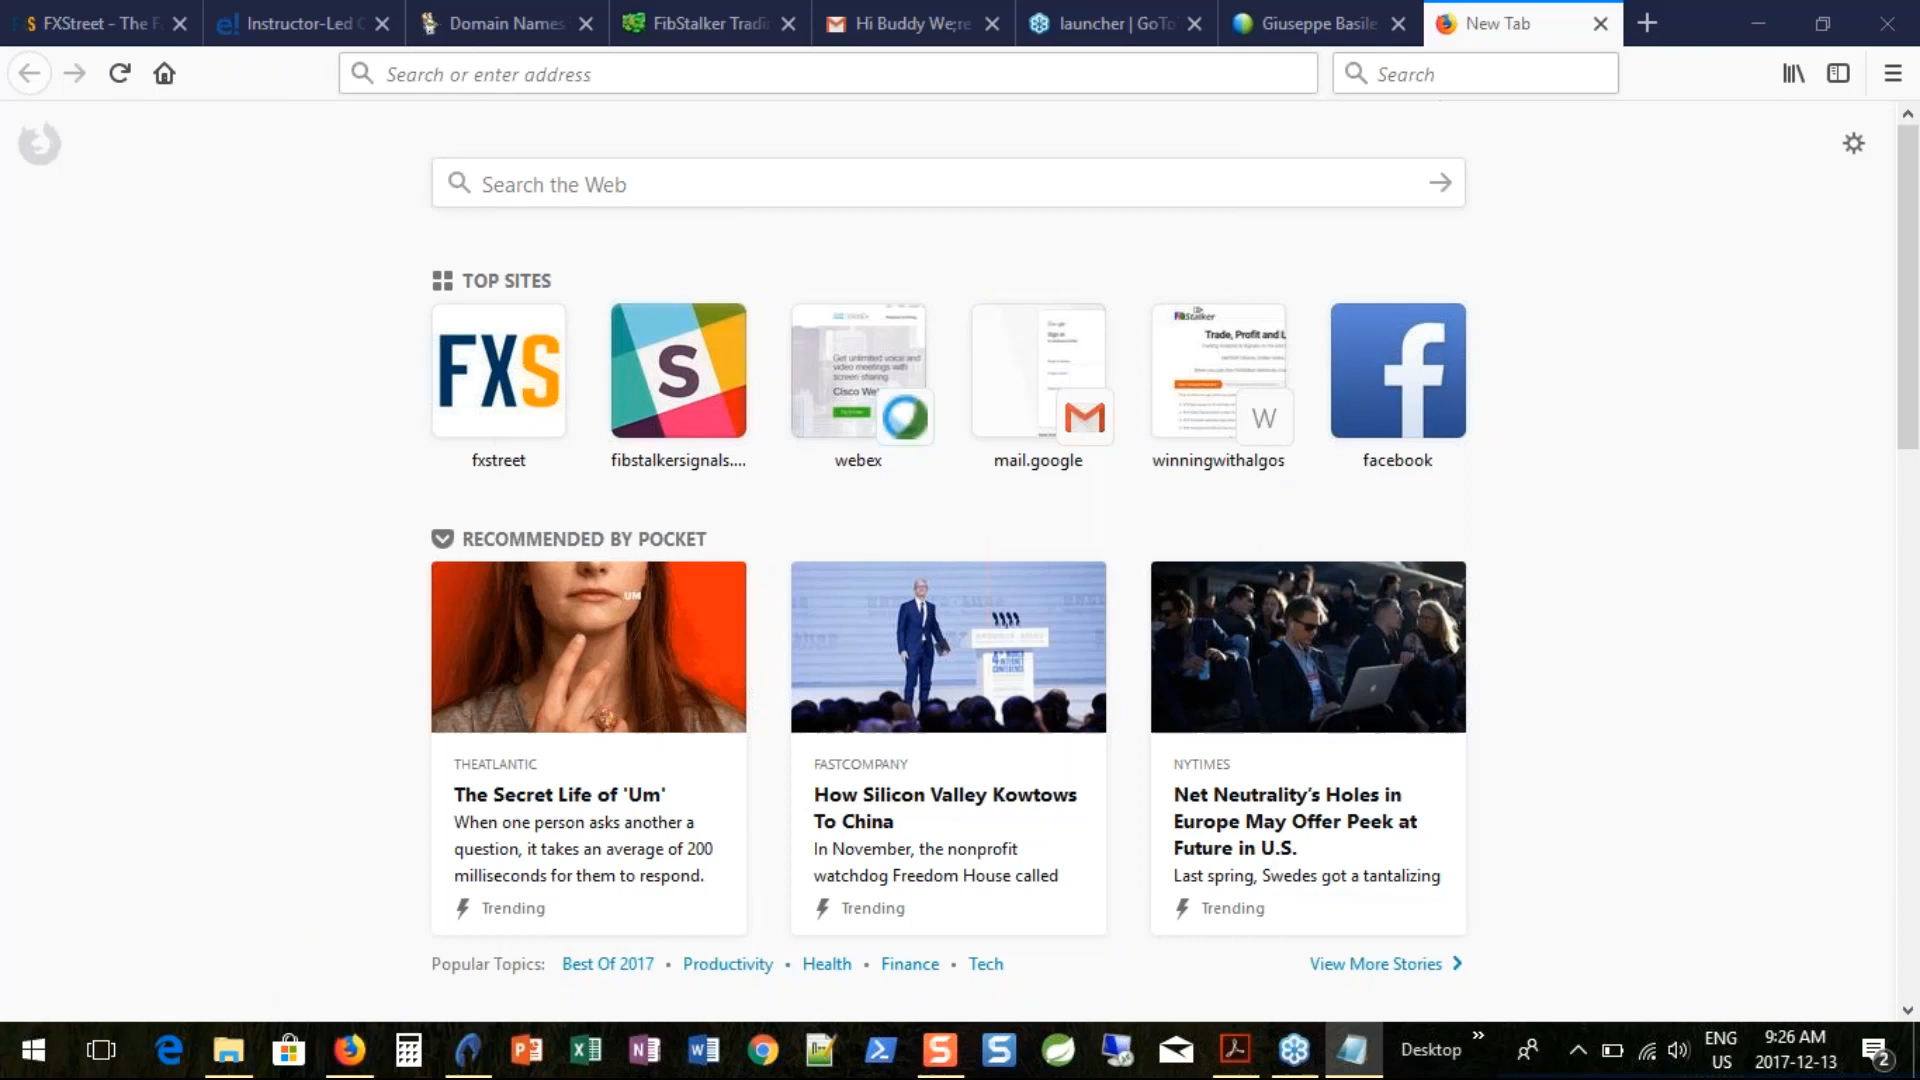 FXStreet - The F
Instructor-Led C
Domain Names
FibStalker Tradi
Hi Buddy We;re
launcher | GoTo
Giuseppe Basile
New Tab
Search or enter address
Search
Search the Web
TOP SITES
FXS
S
Get unlimited voice and
video meetings with
screen sharing.
Cisco We
FibStalker
Trade, Profit and L
W
fxstreet
fibstalkersignals....
webex
mail.google
winningwithalgos
facebook
RECOMMENDED BY POCKET
UM
THEATLANTIC
The Secret Life of 'Um'
When one person asks another a
question, it takes an average of 200
milliseconds for them to respond.
Trending
FASTCOMPANY
How Silicon Valley Kowtows
To China
In November, the nonprofit
watchdog Freedom House called
Trending
NYTIMES
Net Neutrality’s Holes in
Europe May Offer Peek at
Future in U.S.
Last spring, Swedes got a tantalizing
Trending
Popular Topics: Best Of 2017 • Productivity • Health • Finance • Tech
View More Stories
Desktop
ENG
US
9:26 AM
2017-12-13
2